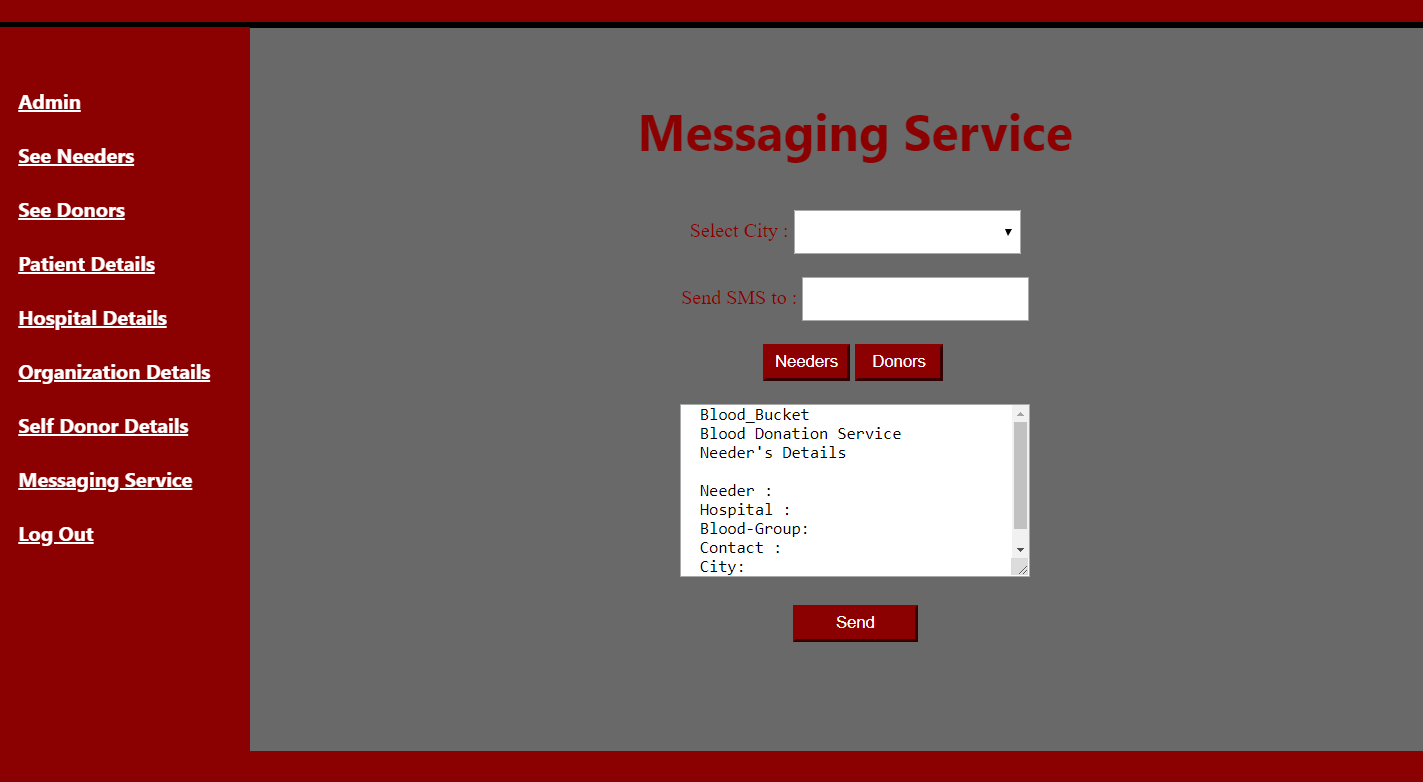 Admin
See Needers
See Donors
Patient Details
Hospital Details
Organization Details
Self Donor Details
Messaging Service
Log Out
Messaging Service
Select City :
Send SMS to :
Needers Donors
Blood_Bucket
Blood Donation Service
Needer's Details
Needer :
Hospital :
Blood-Group:
Contact :
City:
Send